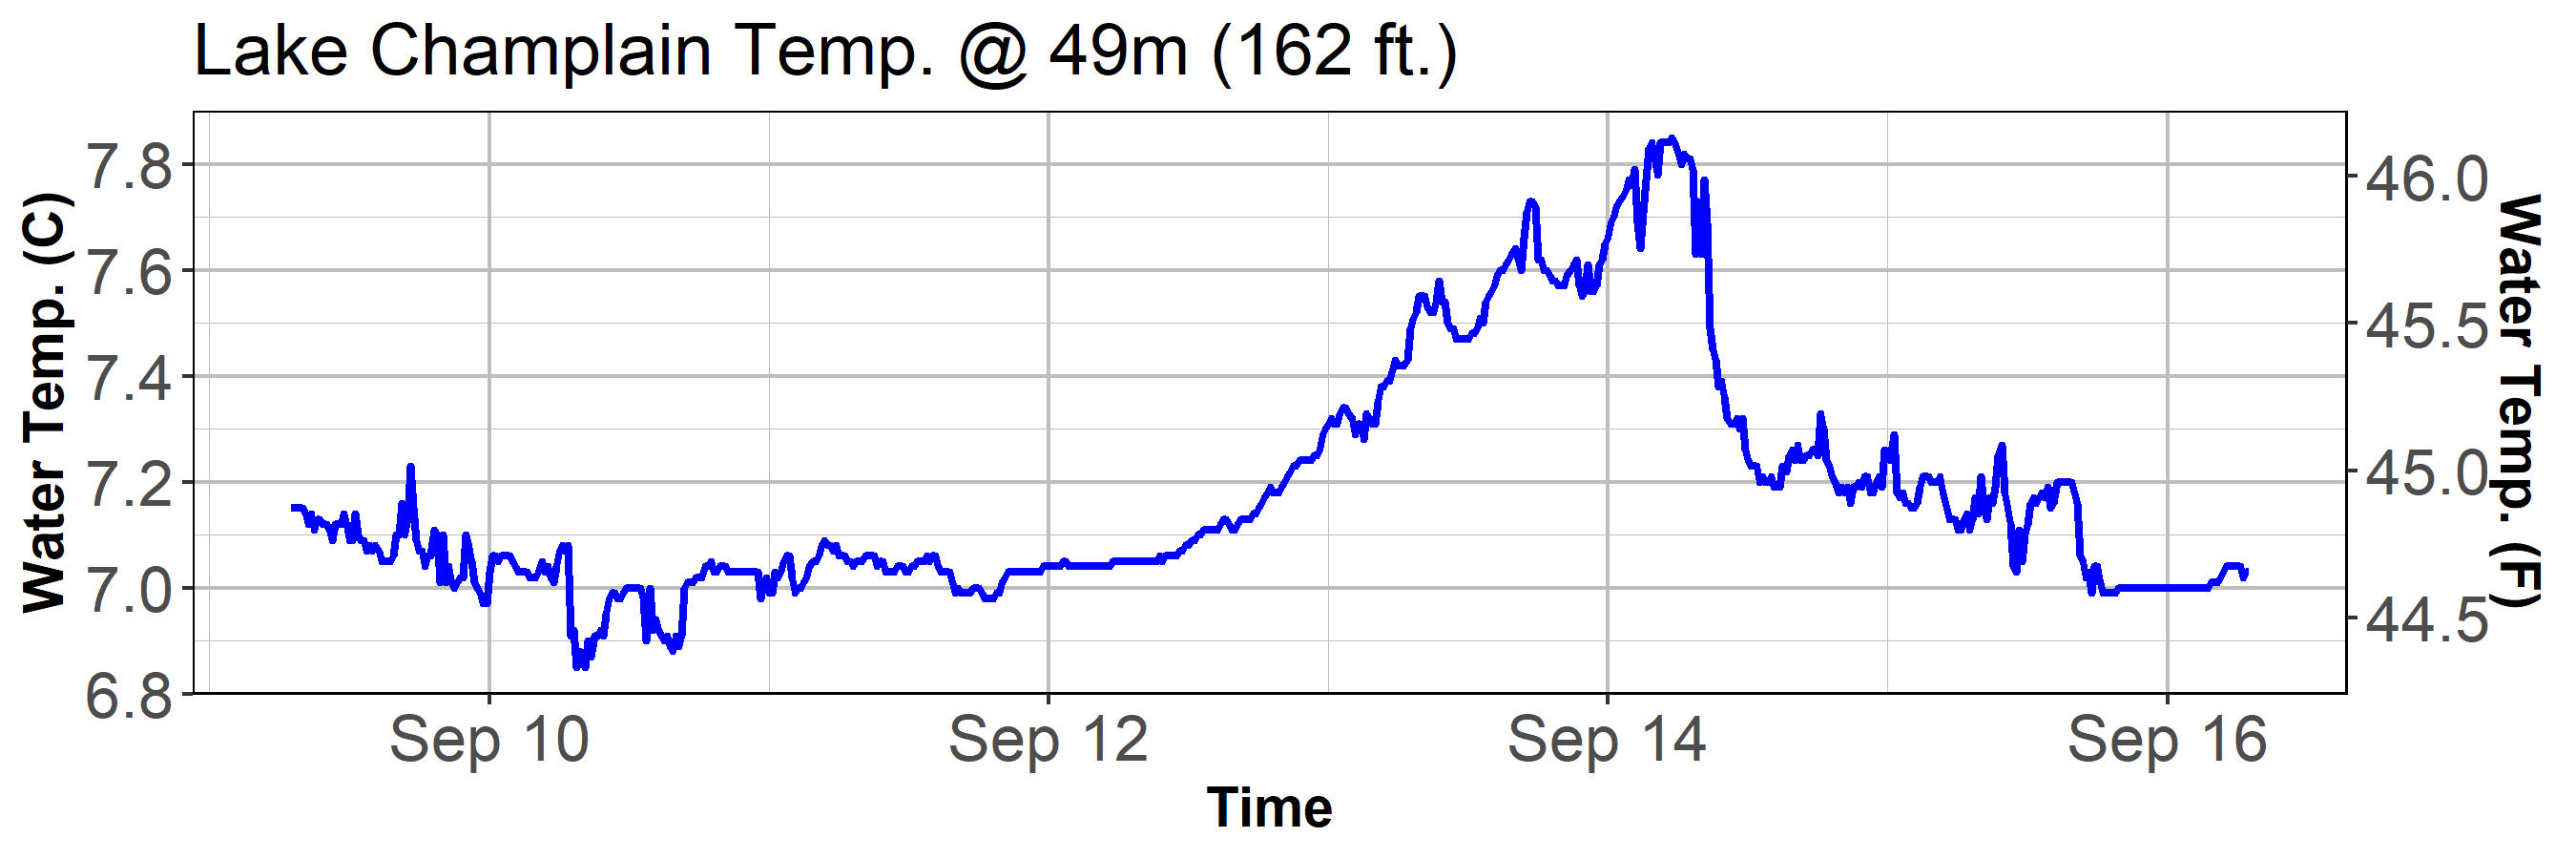 Lake Champlain Temp. @ 49m (162 ft.)
Water Temp. (C)
7.8
7.6
7.4
7.2
7.0
6.8
46.0
45.5
45.0
44.5
Water Temp. (F)
Sep 10 Sep 12 Sep 14 Sep 16
Time